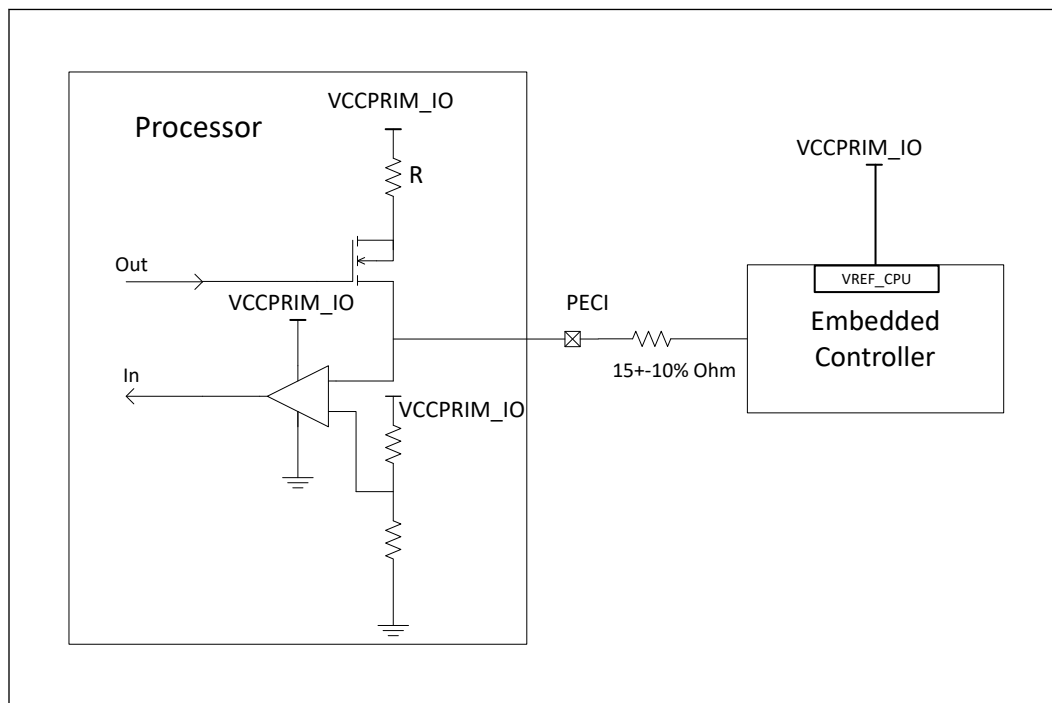 Processor
VCCPRIM_IO
R
Out
VCCPRIM_IO
In
VCCPRIM_IO
PECI
15+-10% Ohm
VCCPRIM_IO
VREF_CPU
Embedded
Controller